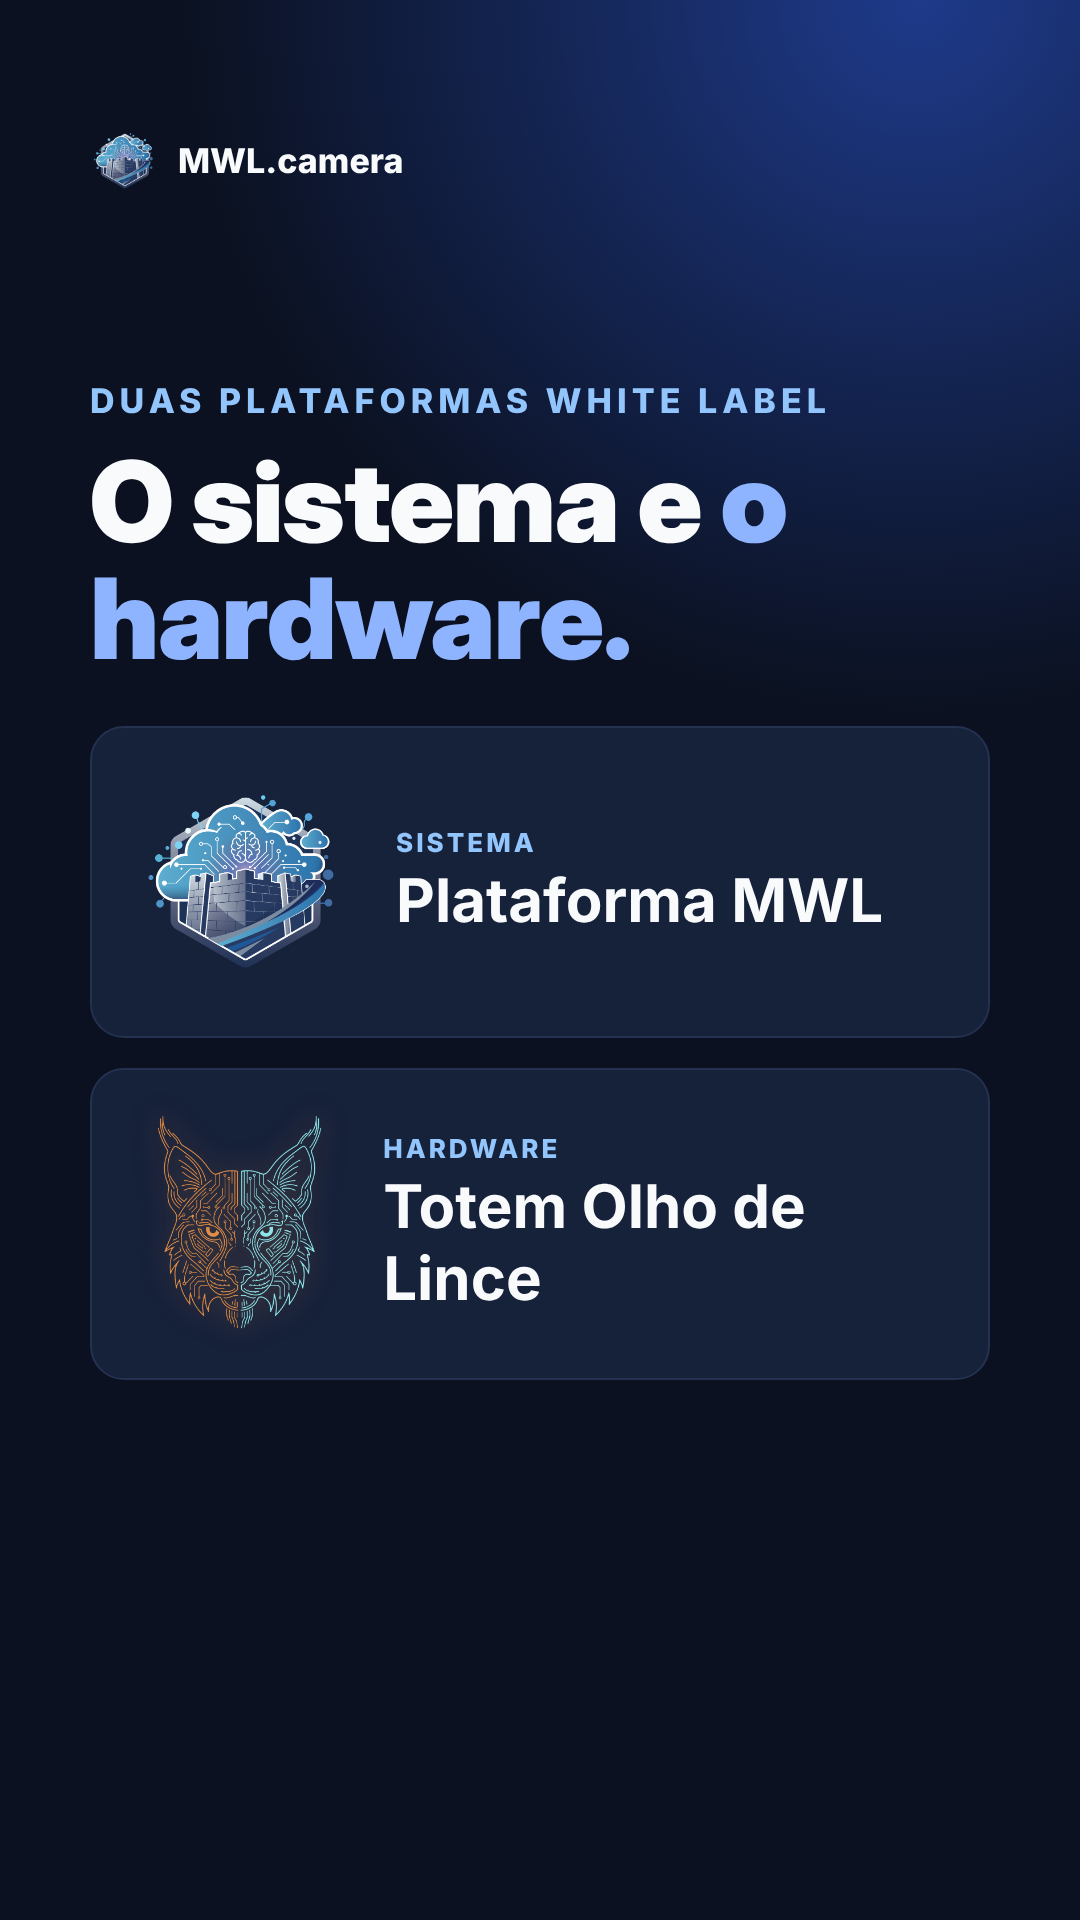 MWL.camera
DUAS PLATAFORMAS WHITE LABEL
O sistema e o
hardware.
SISTEMA
Plataforma MWL
HARDWARE
Totem Olho de
Lince